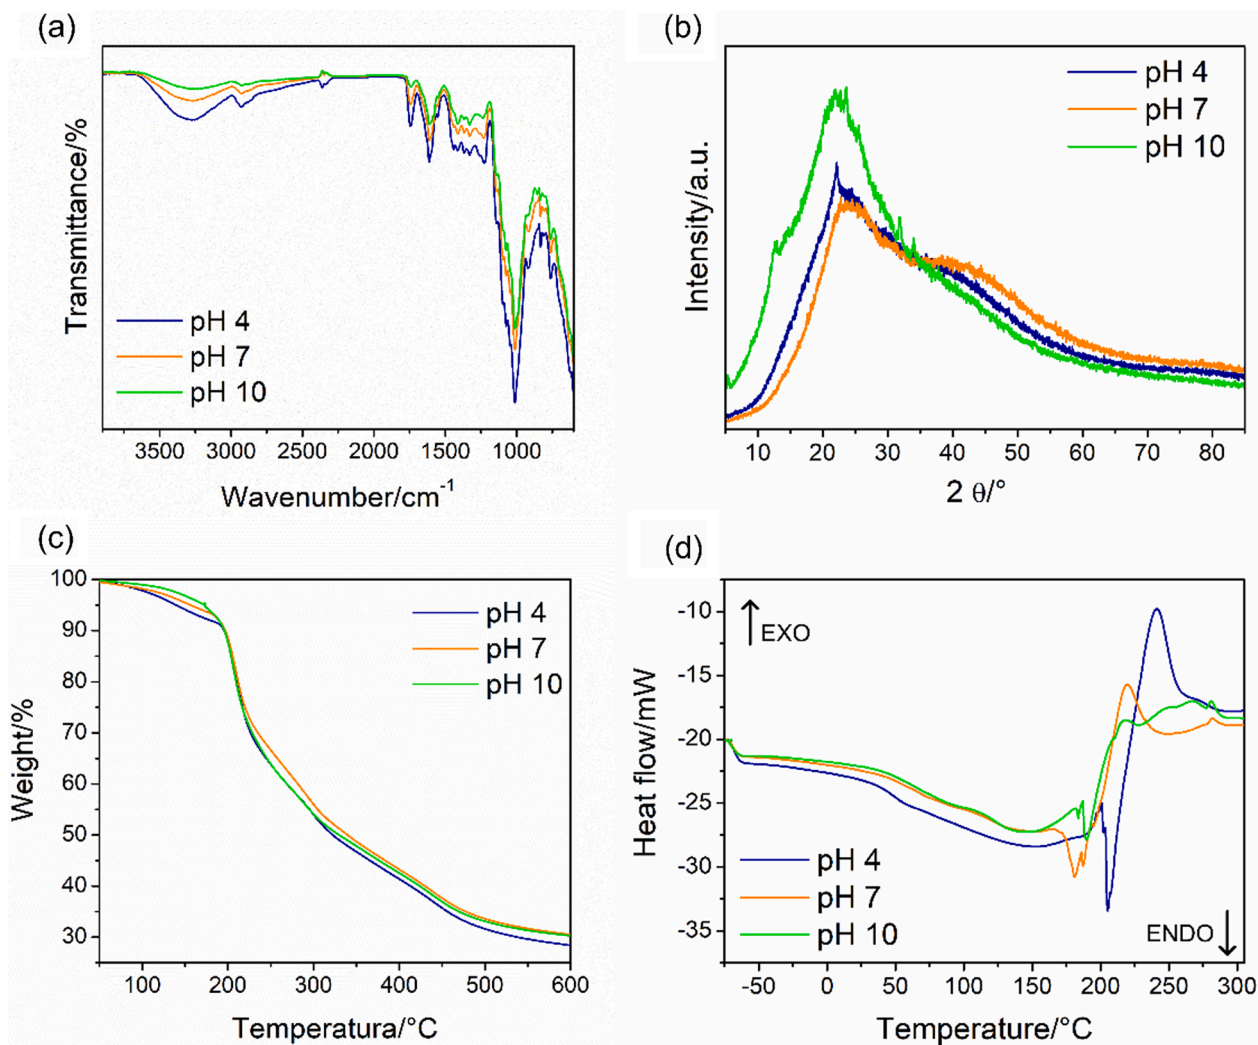 (a)
Transmittance/%
pH 4
pH 7
pH 10
3500 3000 2500 2000 1500 1000
Wavenumber/cm-1
(b)
Intensity/a.u.
pH 4
pH 7
pH 10
10 20 30 40 50 60 70 80
2 θ/°
(c)
Weight/%
100
90
80
70
60
50
40
30
pH 4
pH 7
pH 10
100 200 300 400 500 600
Temperatura/°C
(d)
Heat flow/mW
-10
-15
-20
-25
-30
-35
EXO
pH 4
pH 7
pH 10
ENDO
-50 0 50 100 150 200 250 300
Temperature/°C